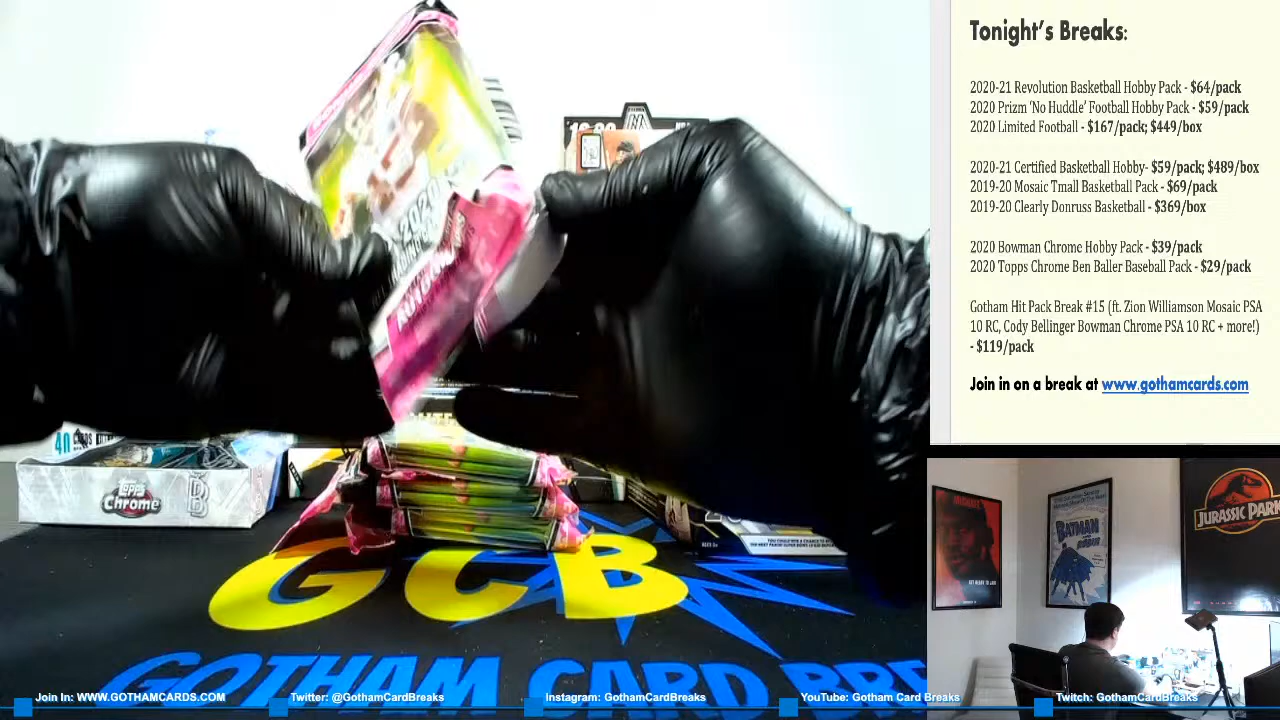 Tonight's Breaks:
2020-21 Revolution Basketball Hobby Pack - $64/pack
2020 Prizm 'No Huddle' Football Hobby Pack - $59/pack
2020 Limited Football - $167/pack; $449/box
2020-21 Certified Basketball Hobby- $59/pack; $489/box
2019-20 Mosaic Tmall Basketball Pack - $69/pack
2019-20 Clearly Donruss Basketball - $369/box
2020 Bowman Chrome Hobby Pack - $39/pack
2020 Topps Chrome Ben Baller Baseball Pack - $29/pack
Gotham Hit Pack Break #15 (ft. Zion Williamson Mosaic PSA
10 RC, Cody Bellinger Bowman Chrome PSA 10 RC + more!)
- $119/pack
Join in on a break at www.gothamcards.com
2020
40 CARDS
TOPPS
Chrome
B
GCB
GOTHAM CARD BRE
BATMAN
JURASSIC PARK
Join In: WWW.GOTHAMCARDS.COM
Twitter: @GothamCardBreaks
Instagram: GothamCardBreaks
YouTube: Gotham Card Breaks
Twitch: GothamCardBreaks